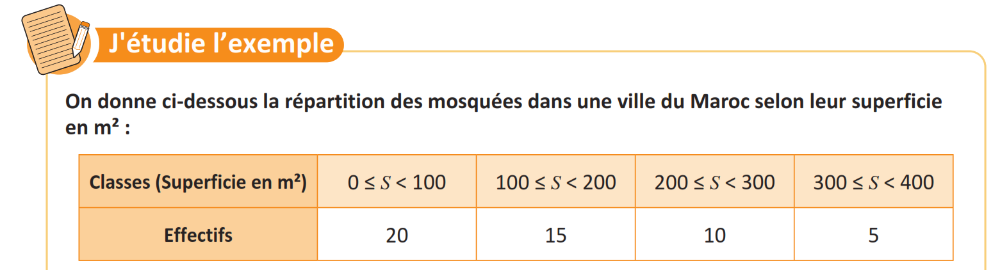 J'étudie l’exemple
On donne ci-dessous la répartition des mosquées dans une ville du Maroc selon leur superficie
en m² :
Classes (Superficie en m²) 0 ≤ S < 100 100 ≤ S < 200 200 ≤ S < 300 300 ≤ S < 400
Effectifs 20 15 10 5